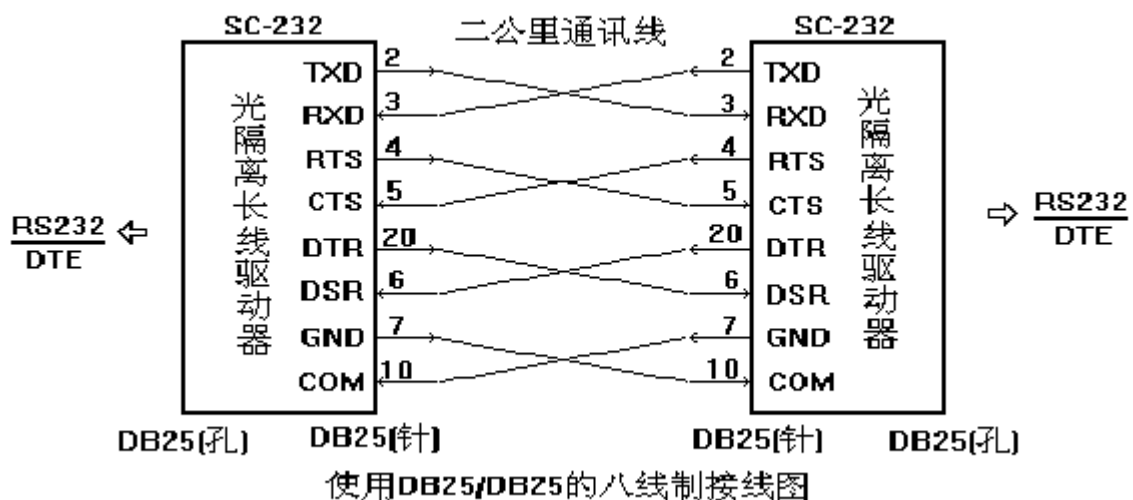 SC-232 二公里通讯线 SC-232
TXD 2 2 TXD
RXD 3 3 RXD
RTS 4 4 RTS
CTS 5 5 CTS
DTR 20 20 DTR
DSR 6 6 DSR
GND 7 7 GND
COM 10 10 COM
光隔离长线驱动器
光隔离长线驱动器
RS232
DTE
RS232
DTE
DB25(孔) DB25(针) DB25(针) DB25(孔)
使用DB25/DB25的八线制接线图